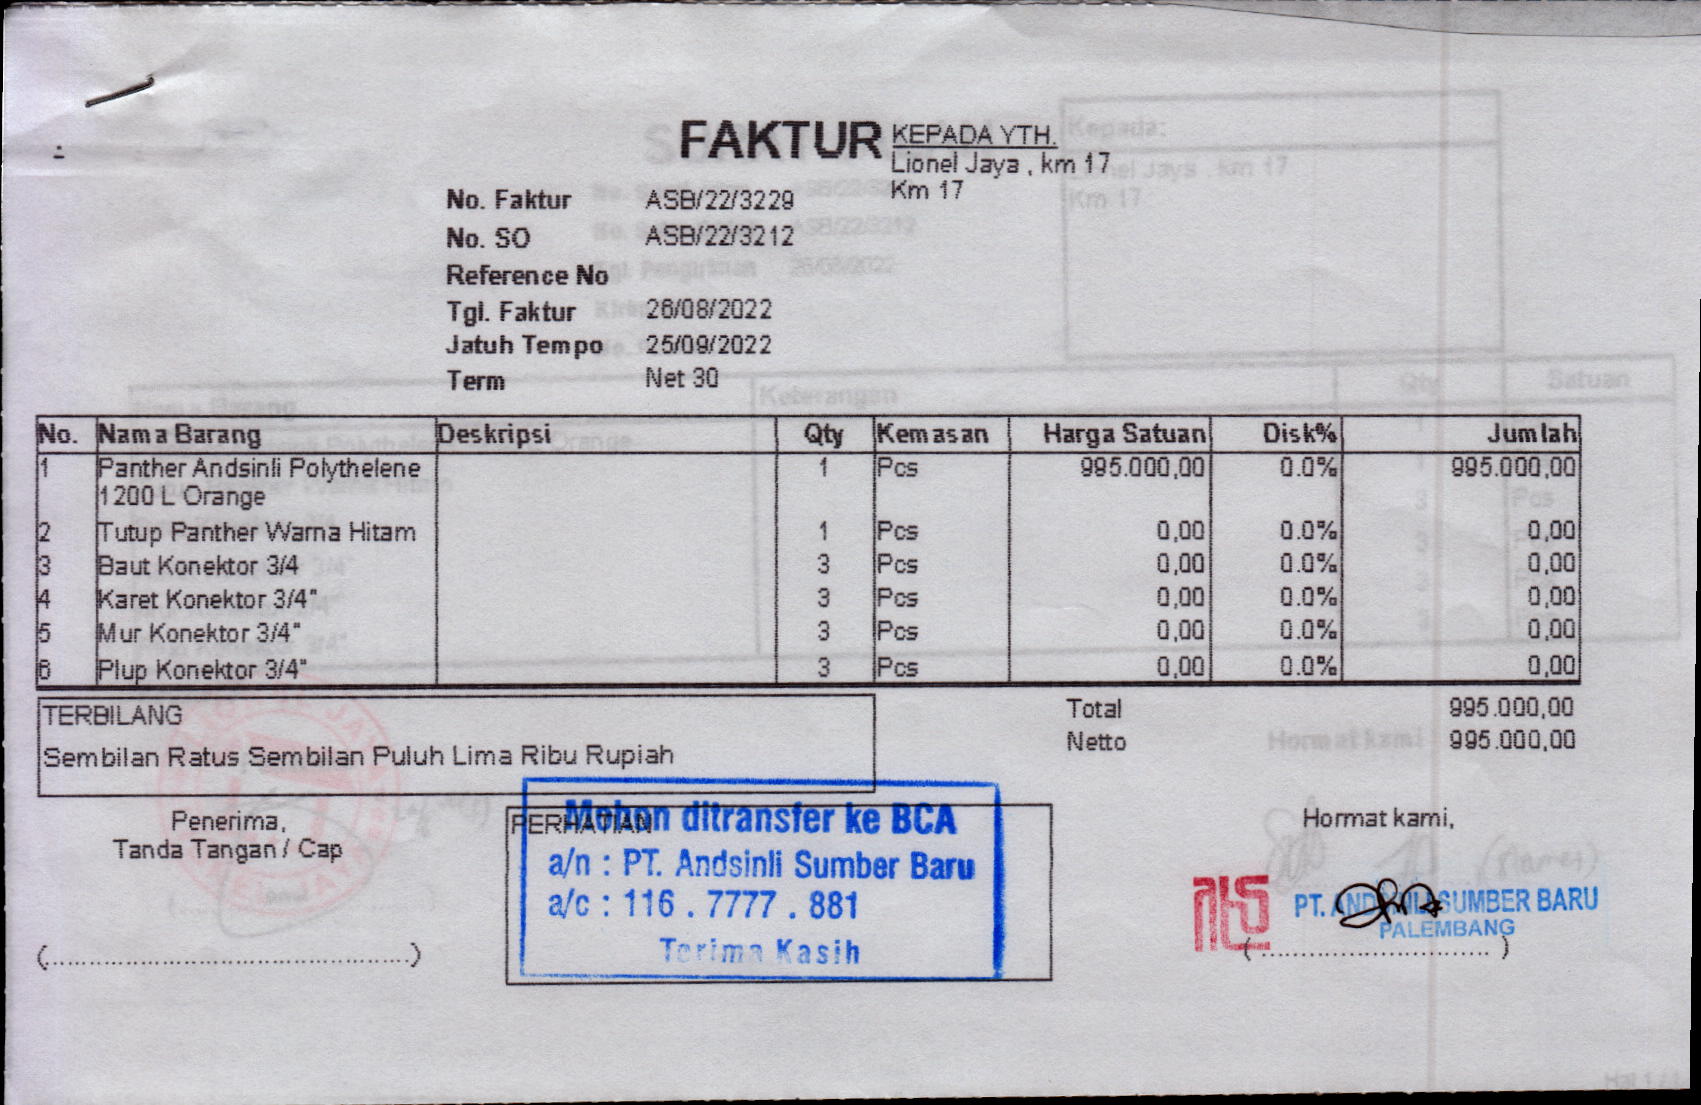 FAKTUR
KEPADA YTH.
Lionel Jaya , km 17
Km 17
No. Faktur ASB/22/3229
No. SO ASB/22/3212
Reference No
Tgl. Faktur 26/08/2022
Jatuh Tempo 25/09/2022
Term Net 30
No. Nama Barang Deskripsi Qty Kemasan Harga Satuan Disk% Jumlah
1 Panther Andsinli Polythelene 1 Pcs 995.000,00 0.0% 995.000,00
1200 L Orange
2 Tutup Panther Warna Hitam 1 Pcs 0,00 0.0% 0,00
3 Baut Konektor 3/4 3 Pcs 0,00 0.0% 0,00
4 Karet Konektor 3/4" 3 Pcs 0,00 0.0% 0,00
5 Mur Konektor 3/4" 3 Pcs 0,00 0.0% 0,00
6 Plup Konektor 3/4" 3 Pcs 0,00 0.0% 0,00
Total 995.000,00
Netto 995.000,00
TERBILANG
Sembilan Ratus Sembilan Puluh Lima Ribu Rupiah
Penerima,
Tanda Tangan / Cap
(............................................)
PERHATIAN
Mohon ditransfer ke BCA
a/n : PT. Andsinli Sumber Baru
a/c : 116 . 7777 . 881
Terima Kasih
Hormat kami,
PT. ANDSINLI SUMBER BARU
PALEMBANG
(............................)